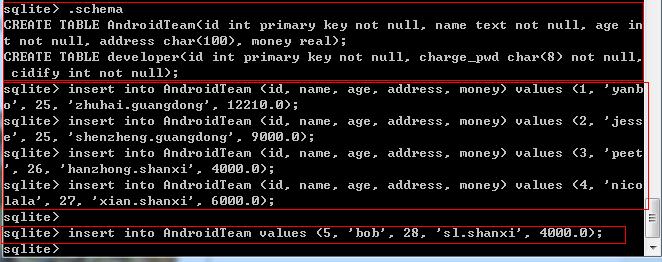 sqlite> .schema
CREATE TABLE AndroidTeam(id int primary key not null, name text not null, age in
t not null, address char(100), money real);
CREATE TABLE developer(id int primary key not null, charge_pwd char(8) not null,
 cidify int not null);
sqlite> insert into AndroidTeam (id, name, age, address, money) values (1, 'yanb
o', 25, 'zhuhai.guangdong', 12210.0);
sqlite> insert into AndroidTeam (id, name, age, address, money) values (2, 'jess
e', 25, 'shenzheng.guangdong', 9000.0);
sqlite> insert into AndroidTeam (id, name, age, address, money) values (3, 'peet
', 26, 'hanzhong.shanxi', 4000.0);
sqlite> insert into AndroidTeam (id, name, age, address, money) values (4, 'nico
lala', 27, 'xian.shanxi', 6000.0);
sqlite>
sqlite> insert into AndroidTeam values (5, 'bob', 28, 'sl.shanxi', 4000.0);
sqlite>